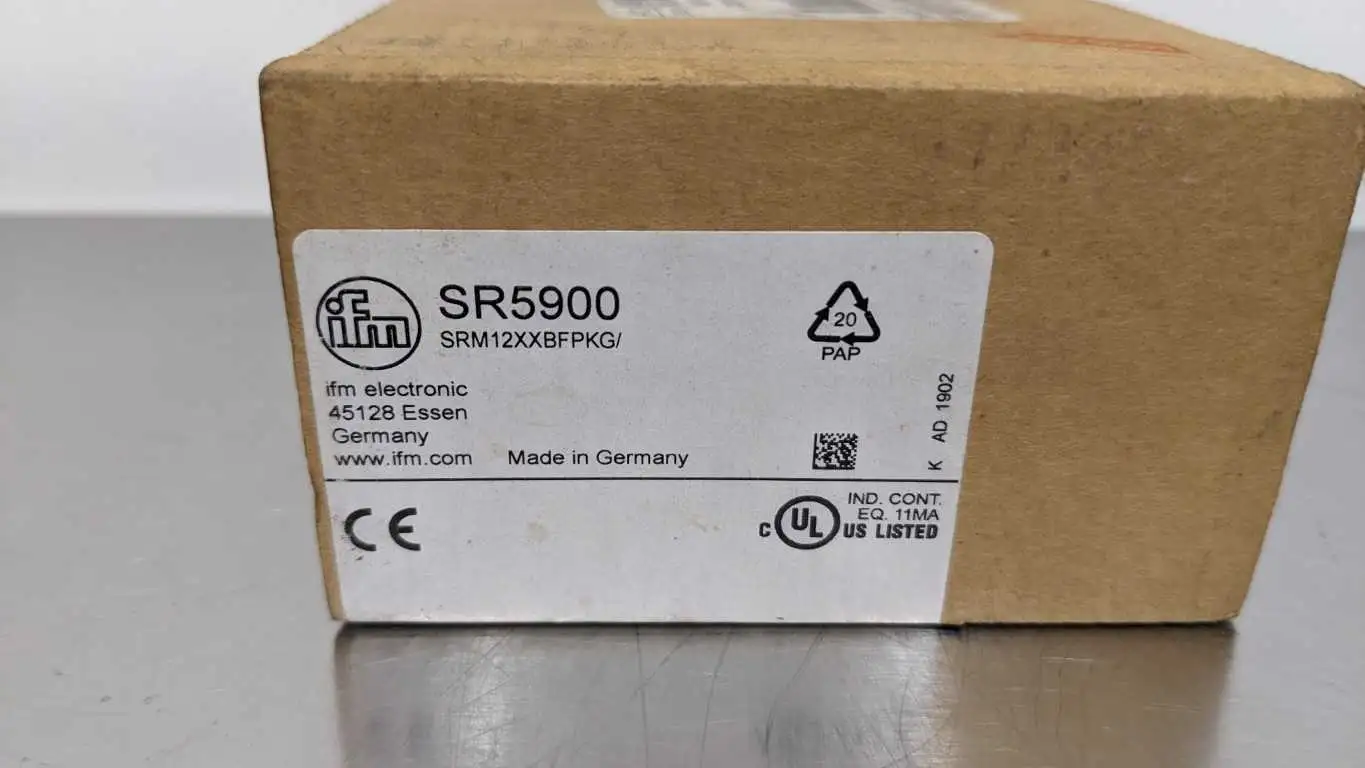 ifm
SR5900
SRM12XXBFPKG/
ifm electronic
45128 Essen
Germany
www.ifm.com
Made in Germany
20
PAP
K AD 1902
CE
c UL US LISTED
IND. CONT.
EQ. 11MA